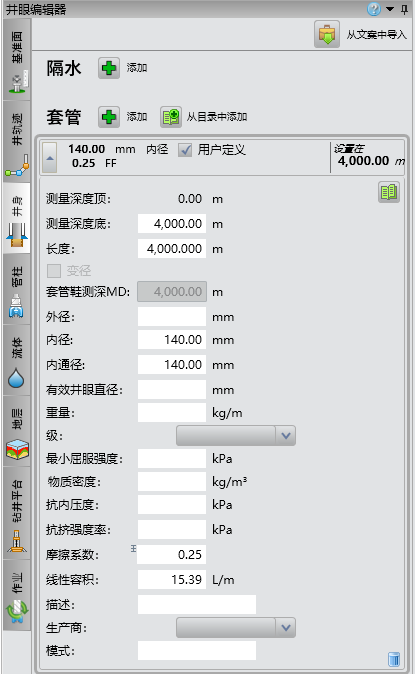 井眼编辑器
从文案中导入
基准面
井轨迹
井身
管柱
流体
地层
钻井平台
作业
隔水 添加
套管 添加 从目录中添加
140.00 mm 内径 用户定义 设置在
0.25 FF 4,000.00 m
测量深度顶: 0.00 m
测量深度底: 4,000.00 m
长度: 4,000.000 m
变径
套管鞋测深MD: 4,000.00 m
外径: mm
内径: 140.00 mm
内通径: 140.00 mm
有效井眼直径: mm
重量: kg/m
级:
最小屈服强度: kPa
物质密度: kg/m³
抗内压度: kPa
抗挤强度率: kPa
摩擦系数: 0.25
线性容积: 15.39 L/m
描述:
生产商:
模式: